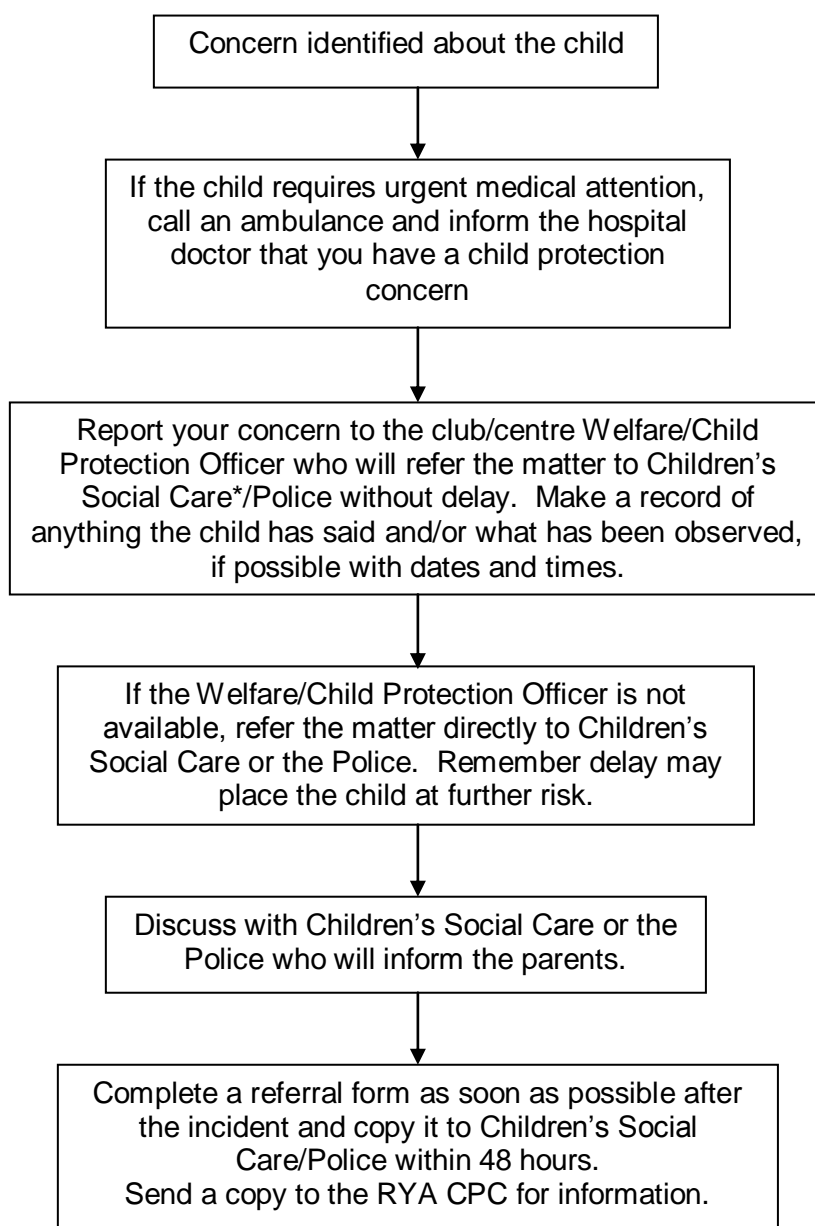 Concern identified about the child
If the child requires urgent medical attention,
call an ambulance and inform the hospital
doctor that you have a child protection
concern
Report your concern to the club/centre Welfare/Child
Protection Officer who will refer the matter to Children's
Social Care*/Police without delay.  Make a record of
anything the child has said and/or what has been observed,
if possible with dates and times.
If the Welfare/Child Protection Officer is not
available, refer the matter directly to Children's
Social Care or the Police.  Remember delay may
place the child at further risk.
Discuss with Children's Social Care or the
Police who will inform the parents.
Complete a referral form as soon as possible after
the incident and copy it to Children's Social
Care/Police within 48 hours.
Send a copy to the RYA CPC for information.